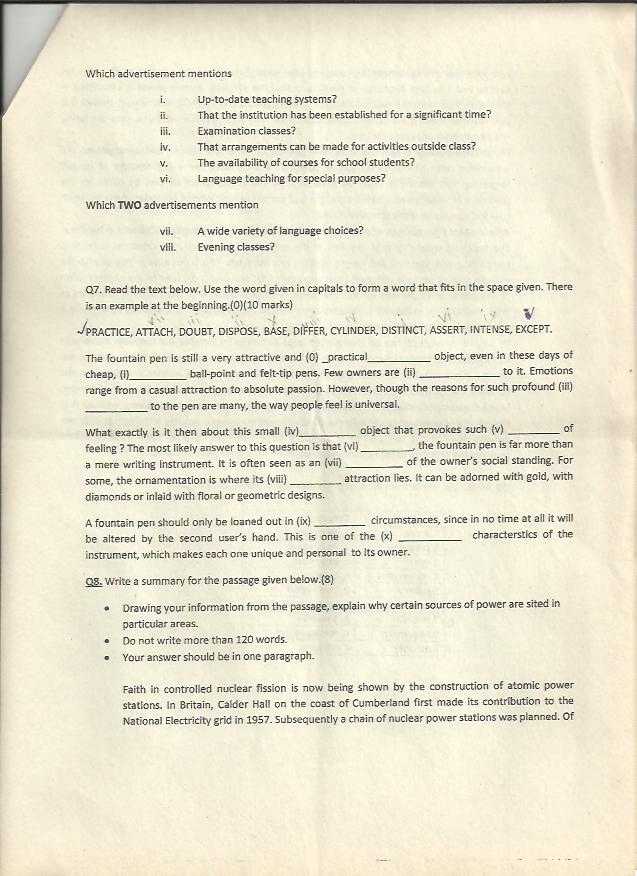 Which advertisement mentions
i. Up-to-date teaching systems?
ii. That the institution has been established for a significant time?
iii. Examination classes?
iv. That arrangements can be made for activities outside class?
v. The availability of courses for school students?
vi. Language teaching for special purposes?
Which TWO advertisements mention
vii. A wide variety of language choices?
viii. Evening classes?
Q7. Read the text below. Use the word given in capitals to form a word that fits in the space given. There
is an example at the beginning.(0)(10 marks)
PRACTICE, ATTACH, DOUBT, DISPOSE, BASE, DIFFER, CYLINDER, DISTINCT, ASSERT, INTENSE, EXCEPT.
The fountain pen is still a very attractive and (0) _practical__________ object, even in these days of
cheap, (i)__________ ball-point and felt-tip pens. Few owners are (ii) ______________ to it. Emotions
range from a casual attraction to absolute passion. However, though the reasons for such profound (iii)
___________ to the pen are many, the way people feel is universal.
What exactly is it then about this small (iv)__________ object that provokes such (v) _________ of
feeling ? The most likely answer to this question is that (vi) _________, the fountain pen is far more than
a mere writing instrument. It is often seen as an (vii) __________ of the owner's social standing. For
some, the ornamentation is where its (viii) _________ attraction lies. It can be adorned with gold, with
diamonds or inlaid with floral or geometric designs.
A fountain pen should only be loaned out in (ix) _________ circumstances, since in no time at all it will
be altered by the second user's hand. This is one of the (x) ___________ characterstics of the
instrument, which makes each one unique and personal to its owner.
Q8. Write a summary for the passage given below.(8)
• Drawing your information from the passage, explain why certain sources of power are sited in
particular areas.
• Do not write more than 120 words.
• Your answer should be in one paragraph.
Faith in controlled nuclear fission is now being shown by the construction of atomic power
stations. In Britain, Calder Hall on the coast of Cumberland first made its contribution to the
National Electricity grid in 1957. Subsequently a chain of nuclear power stations was planned. Of